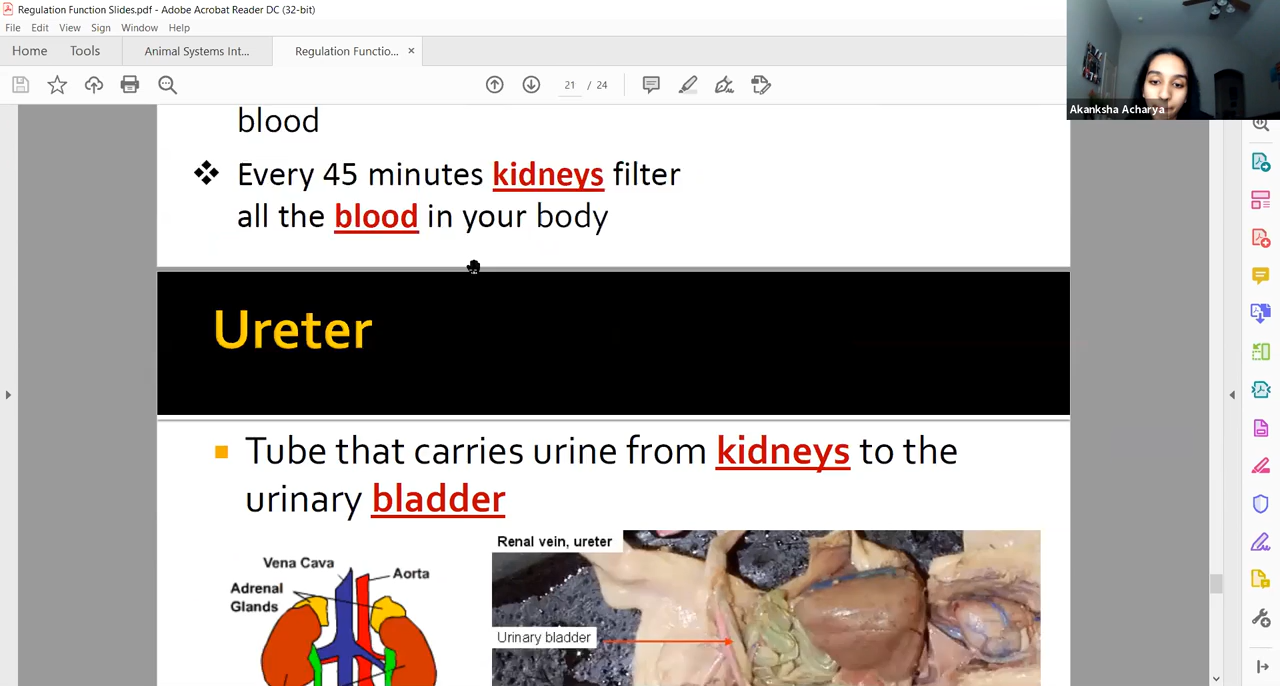 Regulation Function Slides.pdf - Adobe Acrobat Reader DC (32-bit)
File Edit View Sign Window Help
Home Tools Animal Systems Int... Regulation Functio... ×
21 / 24
Akanksha Acharya
blood
❖ Every 45 minutes kidneys filter
all the blood in your body
Ureter
Tube that carries urine from kidneys to the
urinary bladder
Vena Cava
Aorta
Adrenal
Glands
Renal vein, ureter
Urinary bladder